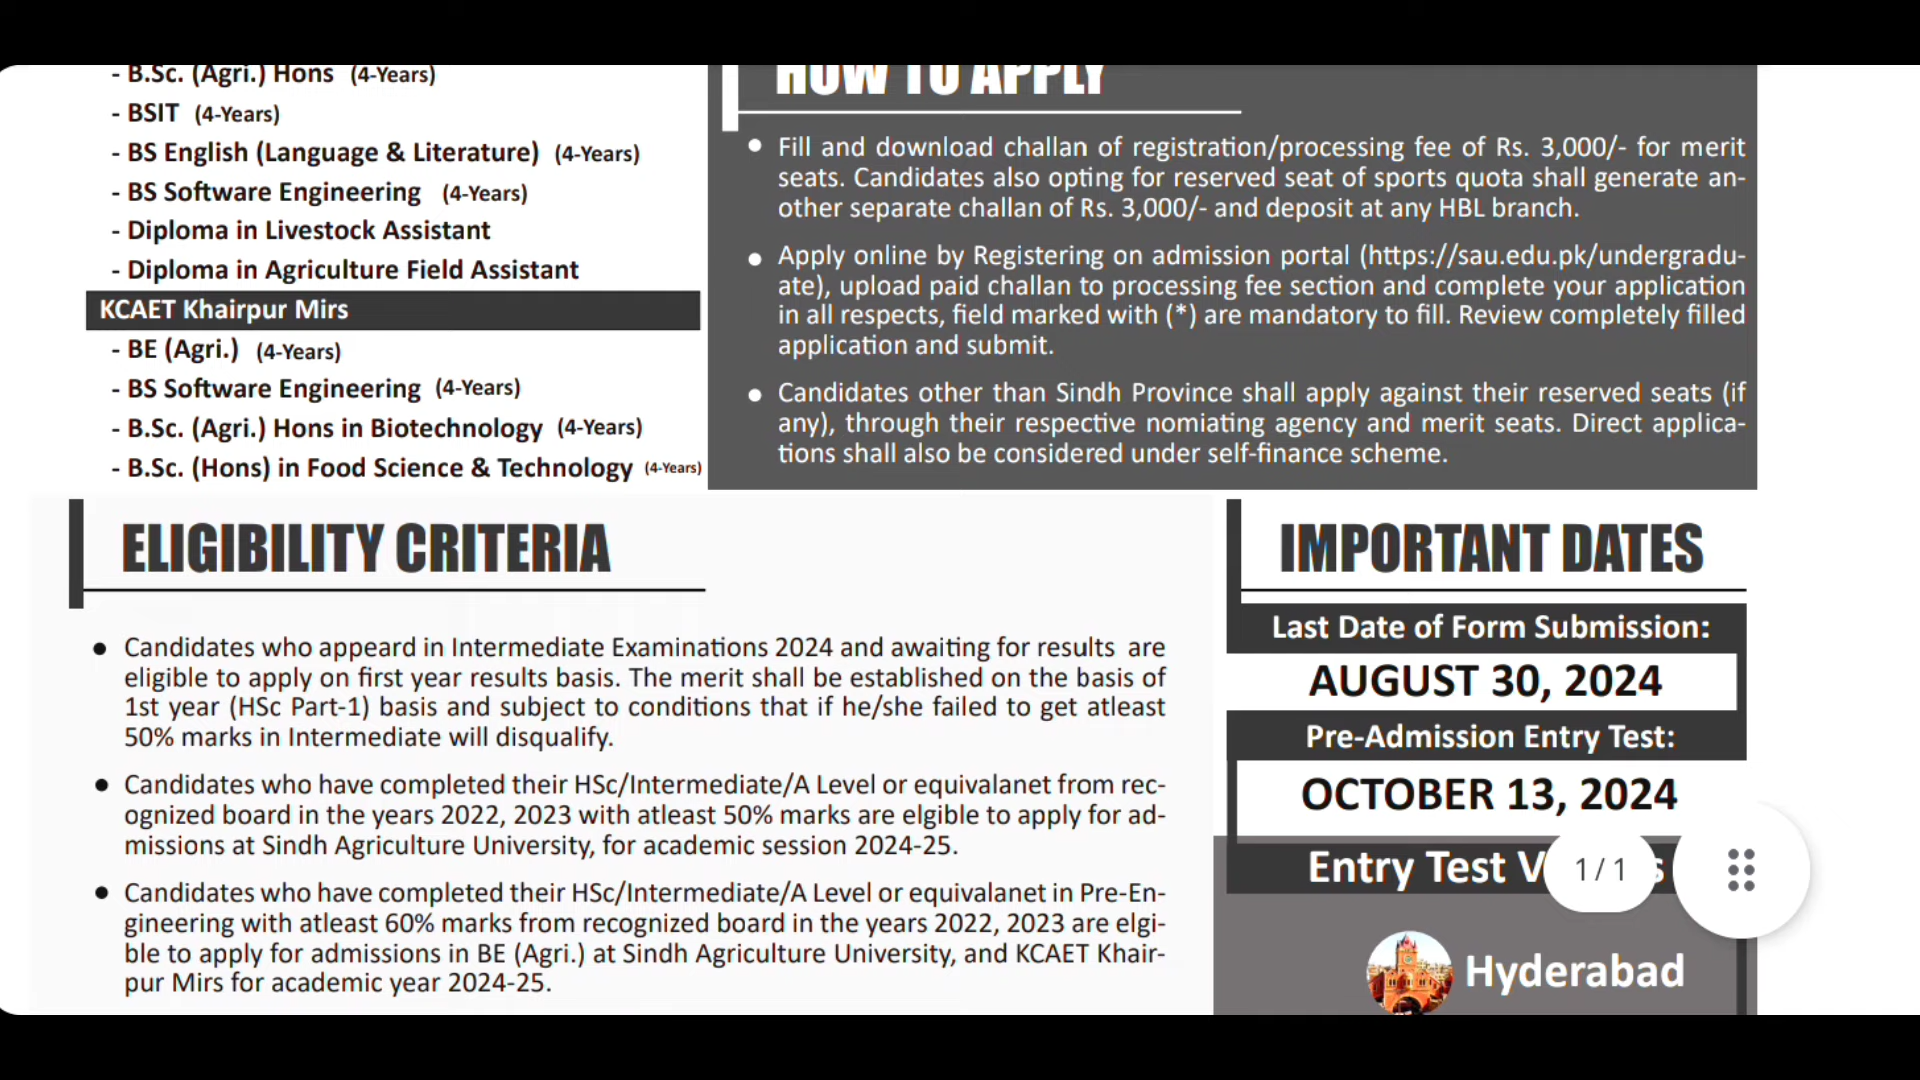 - B.Sc. (Agri.) Hons (4-Years)
- BSIT (4-Years)
- BS English (Language & Literature) (4-Years)
- BS Software Engineering (4-Years)
- Diploma in Livestock Assistant
- Diploma in Agriculture Field Assistant
KCAET Khairpur Mirs
- BE (Agri.) (4-Years)
- BS Software Engineering (4-Years)
- B.Sc. (Agri.) Hons in Biotechnology (4-Years)
- B.Sc. (Hons) in Food Science & Technology (4-Years)
HOW TO APPLY
• Fill and download challan of registration/processing fee of Rs. 3,000/- for merit
seats. Candidates also opting for reserved seat of sports quota shall generate an-
other separate challan of Rs. 3,000/- and deposit at any HBL branch.
• Apply online by Registering on admission portal (https://sau.edu.pk/undergradu-
ate), upload paid challan to processing fee section and complete your application
in all respects, field marked with (*) are mandatory to fill. Review completely filled
application and submit.
• Candidates other than Sindh Province shall apply against their reserved seats (if
any), through their respective nomiating agency and merit seats. Direct applica-
tions shall also be considered under self-finance scheme.
ELIGIBILITY CRITERIA
• Candidates who appeard in Intermediate Examinations 2024 and awaiting for results are
eligible to apply on first year results basis. The merit shall be established on the basis of
1st year (HSc Part-1) basis and subject to conditions that if he/she failed to get atleast
50% marks in Intermediate will disqualify.
• Candidates who have completed their HSc/Intermediate/A Level or equivalanet from rec-
ognized board in the years 2022, 2023 with atleast 50% marks are elgible to apply for ad-
missions at Sindh Agriculture University, for academic session 2024-25.
• Candidates who have completed their HSc/Intermediate/A Level or equivalanet in Pre-En-
gineering with atleast 60% marks from recognized board in the years 2022, 2023 are elgi-
ble to apply for admissions in BE (Agri.) at Sindh Agriculture University, and KCAET Khair-
pur Mirs for academic year 2024-25.
IMPORTANT DATES
Last Date of Form Submission:
AUGUST 30, 2024
Pre-Admission Entry Test:
OCTOBER 13, 2024
Entry Test
1/1
Hyderabad